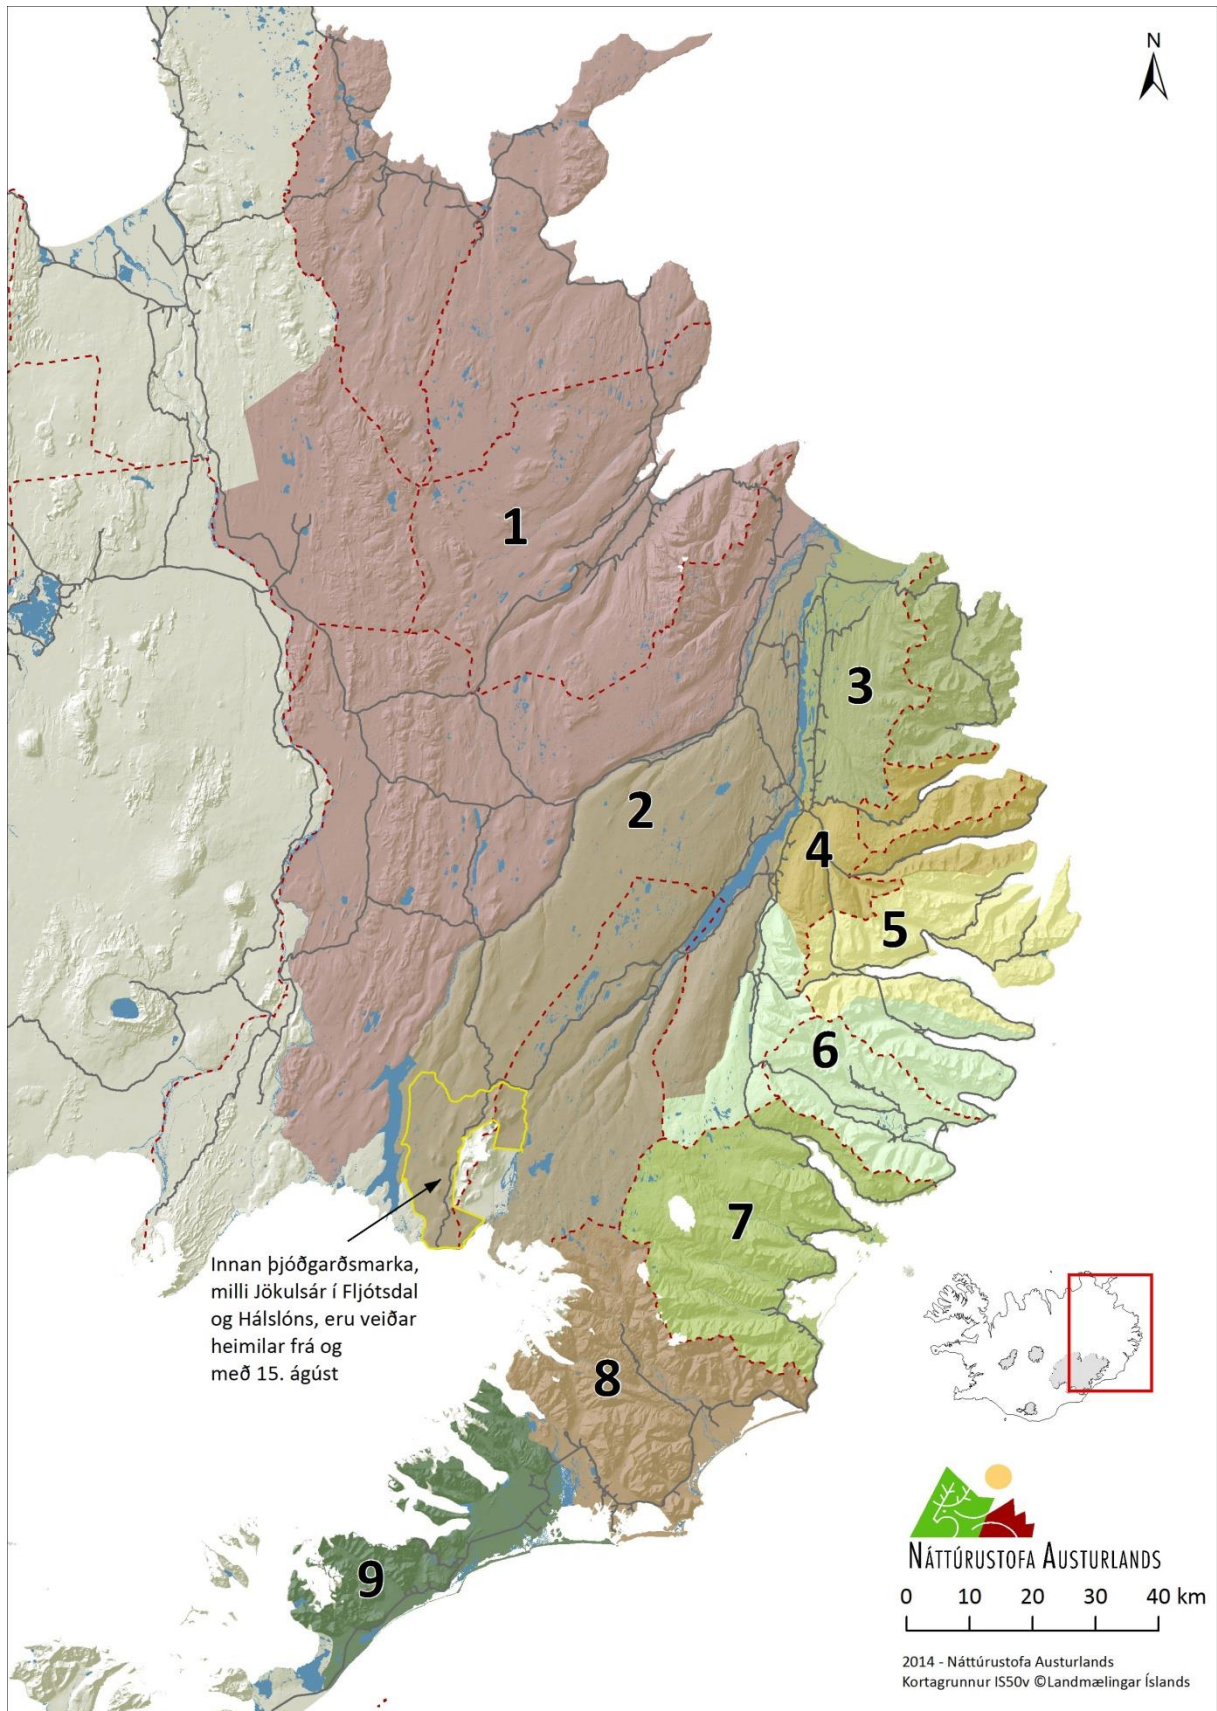 N
1
2
3
4
5
6
7
8
9
Innan þjóðgarðsmarka,
milli Jökulsár í Fljótsdal
og Hálslóns, eru veiðar
heimilar frá og
með 15. ágúst
NÁTTÚRUSTOFA AUSTURLANDS
0 10 20 30 40 km
2014 - Náttúrustofa Austurlands
Kortagrunnur IS50v ©Landmælingar Íslands